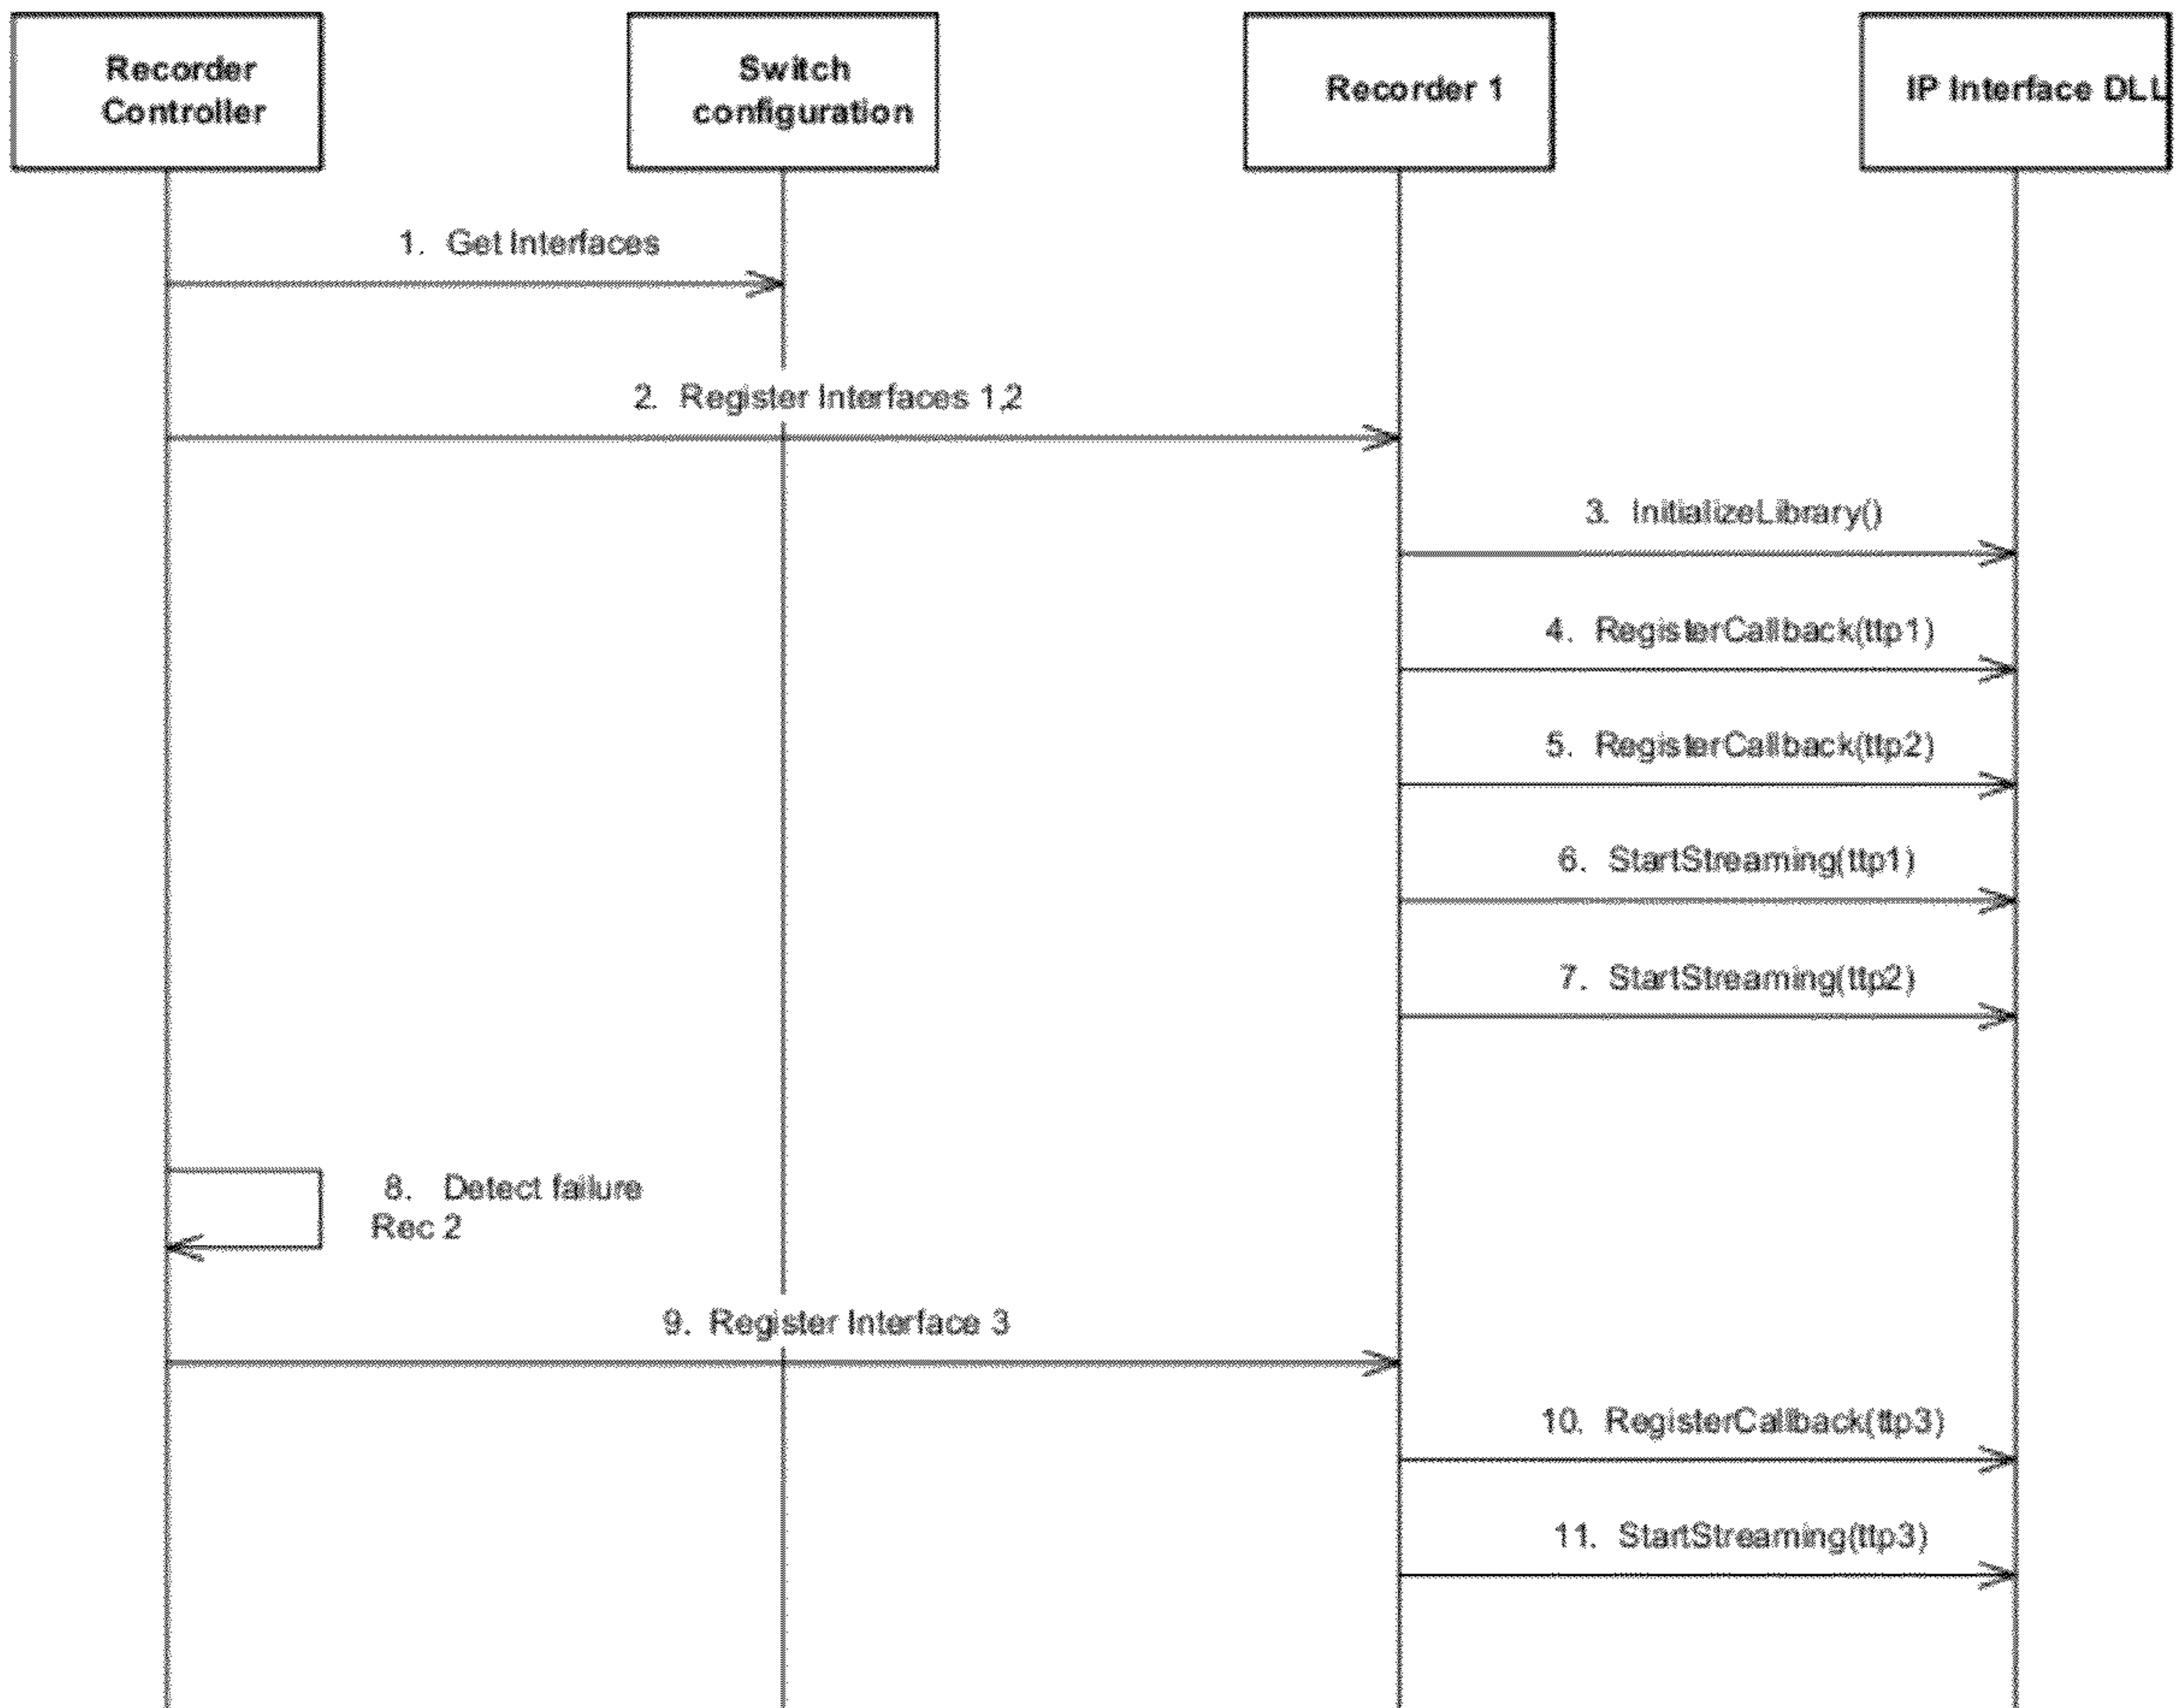 Recorder
Controller
Switch
configuration
Recorder 1
IP Interface DLL
1. Get Interfaces
2. Register Interfaces 1,2
3. InitializeLibrary()
4. RegisterCallback(ttp1)
5. RegisterCallback(ttp2)
6. StartStreaming(ttp1)
7. StartStreaming(ttp2)
8. Detect failure
Rec 2
9. Register Interface 3
10. RegisterCallback(ttp3)
11. StartStreaming(ttp3)